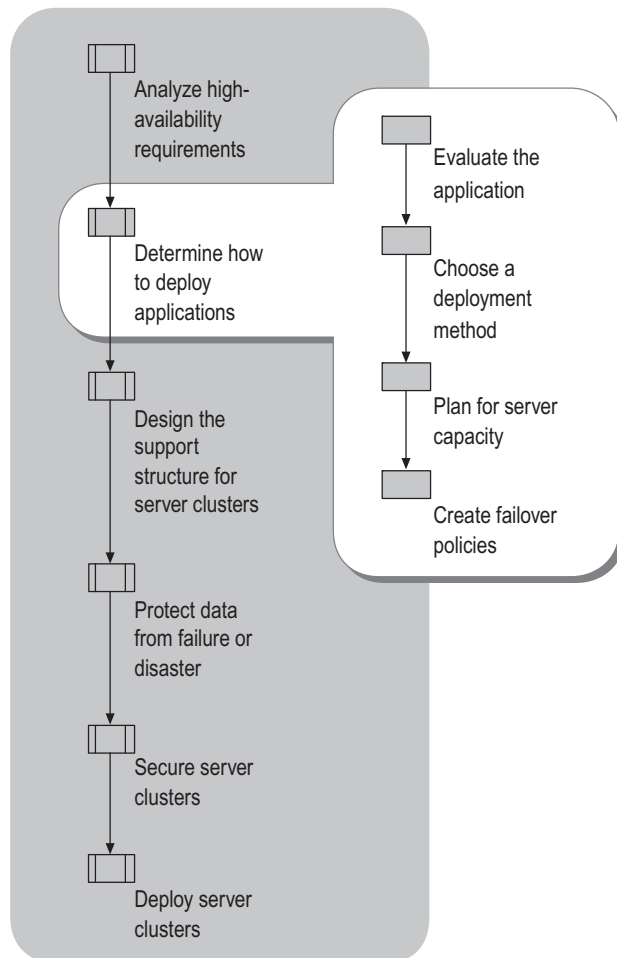 Analyze high-
availability
requirements
Determine how
to deploy
applications
Design the
support
structure for
server clusters
Protect data
from failure or
disaster
Secure server
clusters
Deploy server
clusters
Evaluate the
application
Choose a
deployment
method
Plan for server
capacity
Create failover
policies